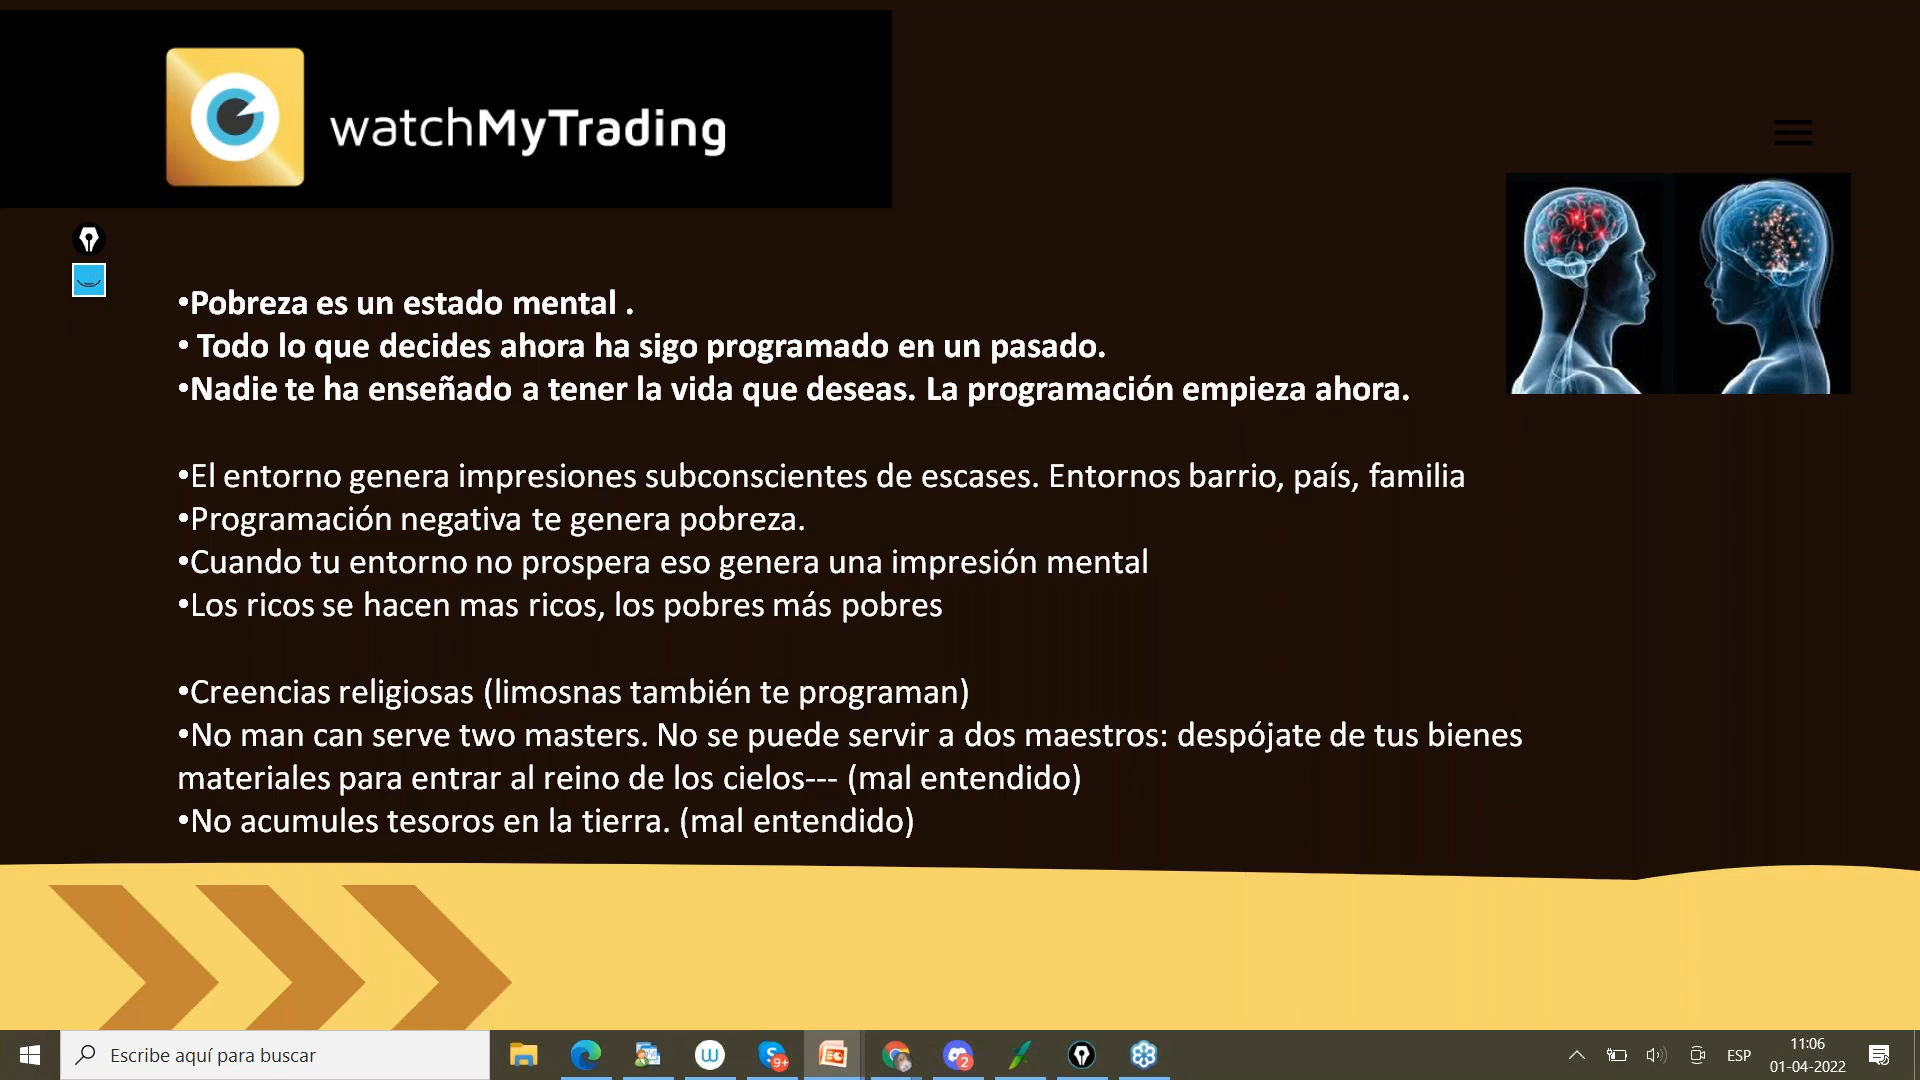 watchMyTrading
•Pobreza es un estado mental .
• Todo lo que decides ahora ha sigo programado en un pasado.
•Nadie te ha enseñado a tener la vida que deseas. La programación empieza ahora.
•El entorno genera impresiones subconscientes de escases. Entornos barrio, país, familia
•Programación negativa te genera pobreza.
•Cuando tu entorno no prospera eso genera una impresión mental
•Los ricos se hacen mas ricos, los pobres más pobres
•Creencias religiosas (limosnas también te programan)
•No man can serve two masters. No se puede servir a dos maestros: despójate de tus bienes
materiales para entrar al reino de los cielos--- (mal entendido)
•No acumules tesoros en la tierra. (mal entendido)
Escribe aquí para buscar
9+
2
ESP
11:06
01-04-2022